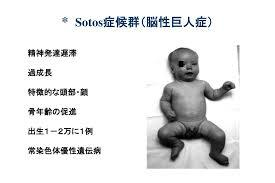 * Sotos症候群（脳性巨人症）
精神発達遅滞
過成長
特徴的な頭部・顔
骨年齢の促進
出生1－2万に1例
常染色体優性遺伝病